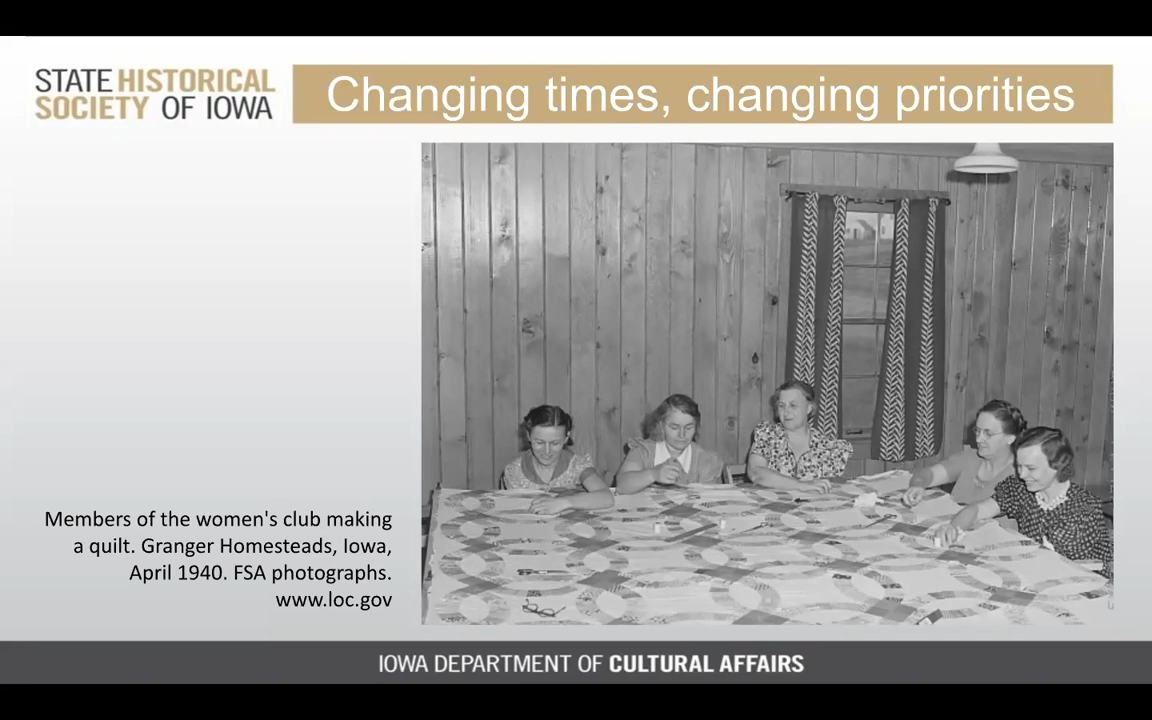 STATE HISTORICAL
SOCIETY OF IOWA
Changing times, changing priorities
Members of the women's club making
a quilt. Granger Homesteads, Iowa,
April 1940. FSA photographs.
www.loc.gov
IOWA DEPARTMENT OF CULTURAL AFFAIRS